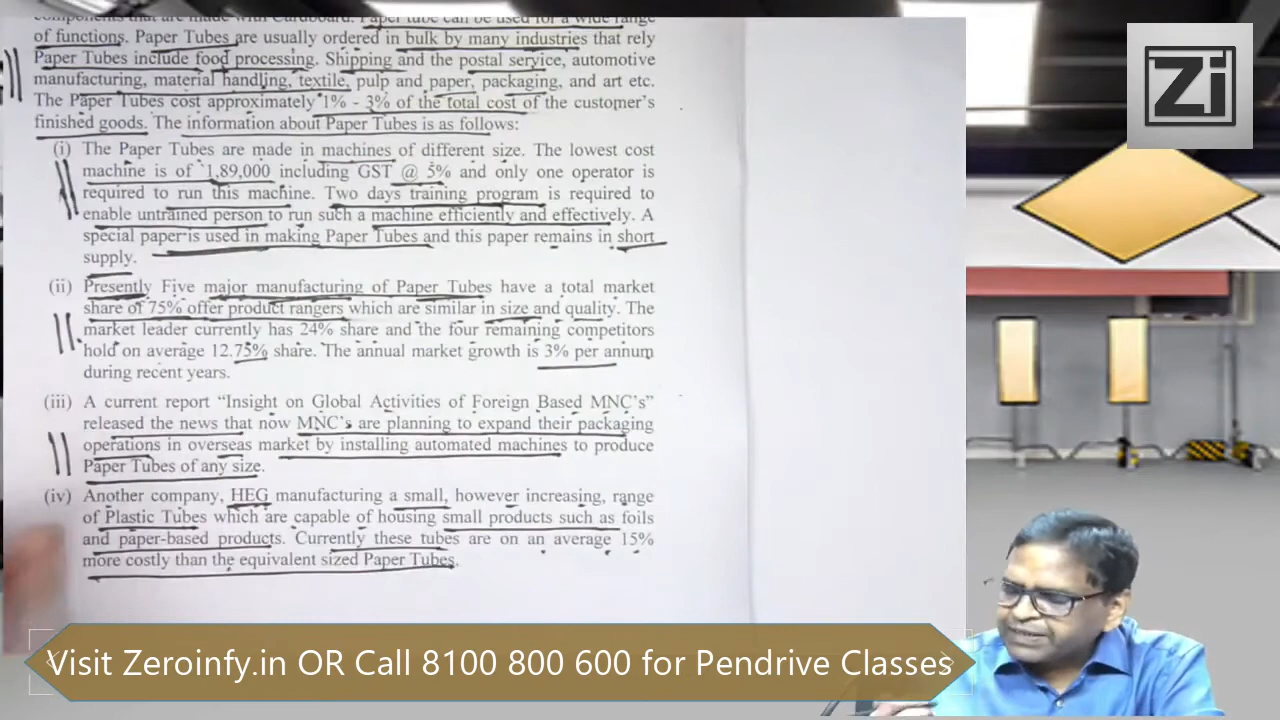 components that are made with Cardboard. Paper tube can be used for a wide range
of functions. Paper Tubes are usually ordered in bulk by many industries that rely
Paper Tubes include food processing. Shipping and the postal service, automotive
manufacturing, material handling, textile, pulp and paper, packaging, and art etc.
The Paper Tubes cost approximately 1% - 3% of the total cost of the customer's
finished goods. The information about Paper Tubes is as follows:
(i) The Paper Tubes are made in machines of different size. The lowest cost
machine is of `1,89,000 including GST @ 5% and only one operator is
required to run this machine. Two days training program is required to
enable untrained person to run such a machine efficiently and effectively. A
special paper is used in making Paper Tubes and this paper remains in short
supply.
(ii) Presently Five major manufacturing of Paper Tubes have a total market
share of 75% offer product rangers which are similar in size and quality. The
market leader currently has 24% share and the four remaining competitors
hold on average 12.75% share. The annual market growth is 3% per annum
during recent years.
(iii) A current report "Insight on Global Activities of Foreign Based MNC's"
released the news that now MNC's are planning to expand their packaging
operations in overseas market by installing automated machines to produce
Paper Tubes of any size.
(iv) Another company, HEG manufacturing a small, however increasing, range
of Plastic Tubes which are capable of housing small products such as foils
and paper-based products. Currently these tubes are on an average 15%
more costly than the equivalent sized Paper Tubes.
Zi
Visit Zeroinfy.in OR Call 8100 800 600 for Pendrive Classes